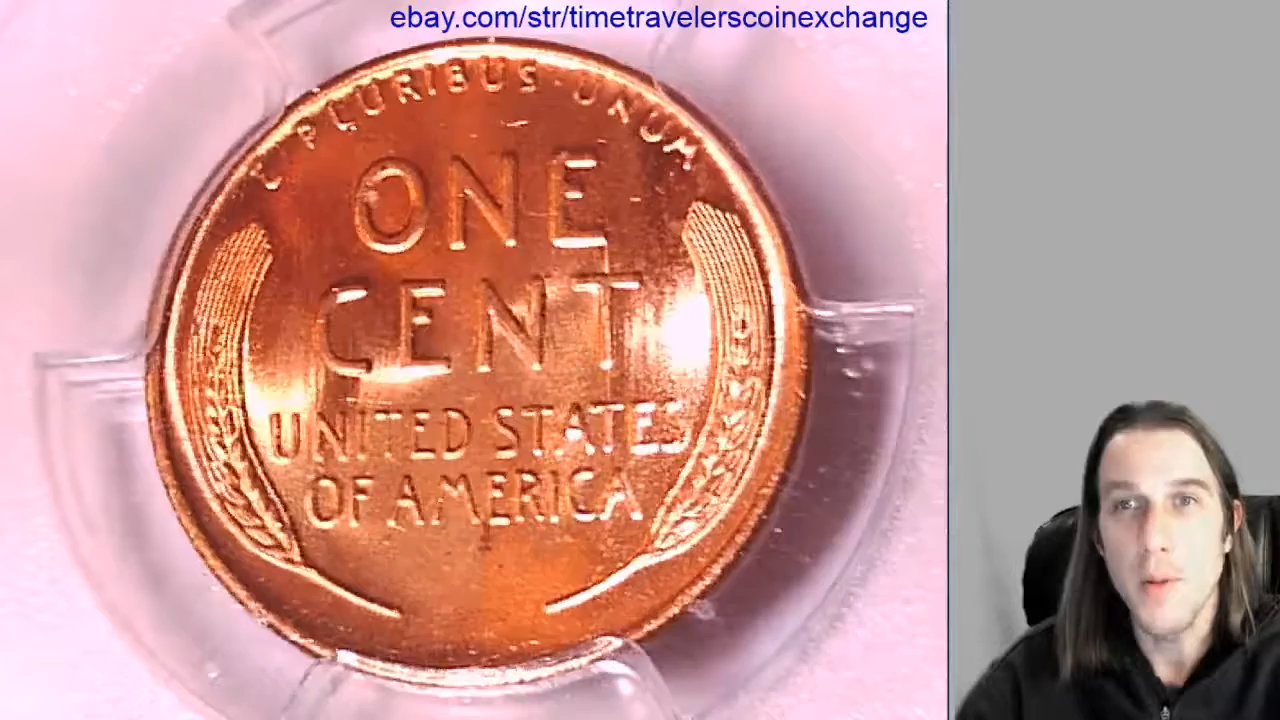 ebay.com/str/timetravelerscoinexchange
PLURIBUS · UNUM
ONE
CENT
UNITED STATES
OF AMERICA